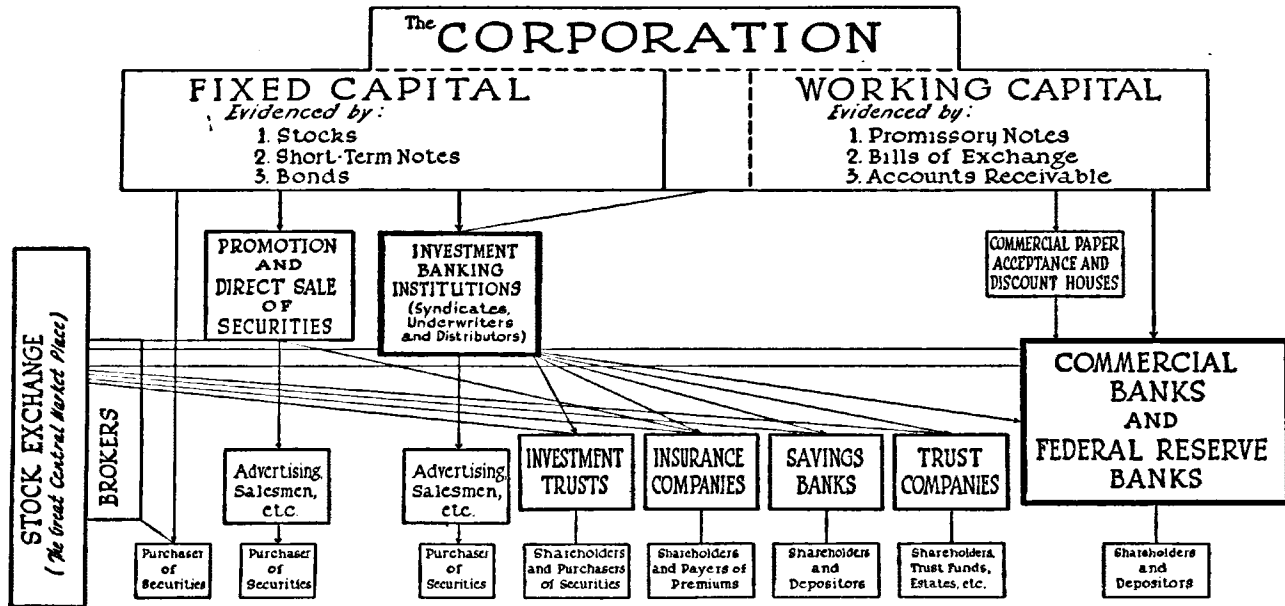 The CORPORATION
FIXED CAPITAL
Evidenced by:
1. Stocks
2. Short-Term Notes
3. Bonds
WORKING CAPITAL
Evidenced by:
1. Promissory Notes
2. Bills of Exchange
3. Accounts Receivable
STOCK EXCHANGE
(The Great Central Market Place)
BROKERS
PROMOTION
AND
DIRECT SALE
OF
SECURITIES
INVESTMENT
BANKING
INSTITUTIONS
(Syndicates,
Underwriters
and Distributors)
COMMERCIAL PAPER
ACCEPTANCE AND
DISCOUNT HOUSES
COMMERCIAL
BANKS
AND
FEDERAL RESERVE
BANKS
Advertising,
Salesmen,
etc.
Advertising,
Salesmen,
etc.
INVESTMENT
TRUSTS
INSURANCE
COMPANIES
SAVINGS
BANKS
TRUST
COMPANIES
Purchaser
of
Securities
Purchaser
of
Securities
Purchaser
of
Securities
Shareholders
and Purchasers
of Securities
Shareholders
and Payers of
Premiums
Shareholders
and
Depositors
Shareholders,
Trust Funds,
Estates, etc.
Shareholders
and
Depositors